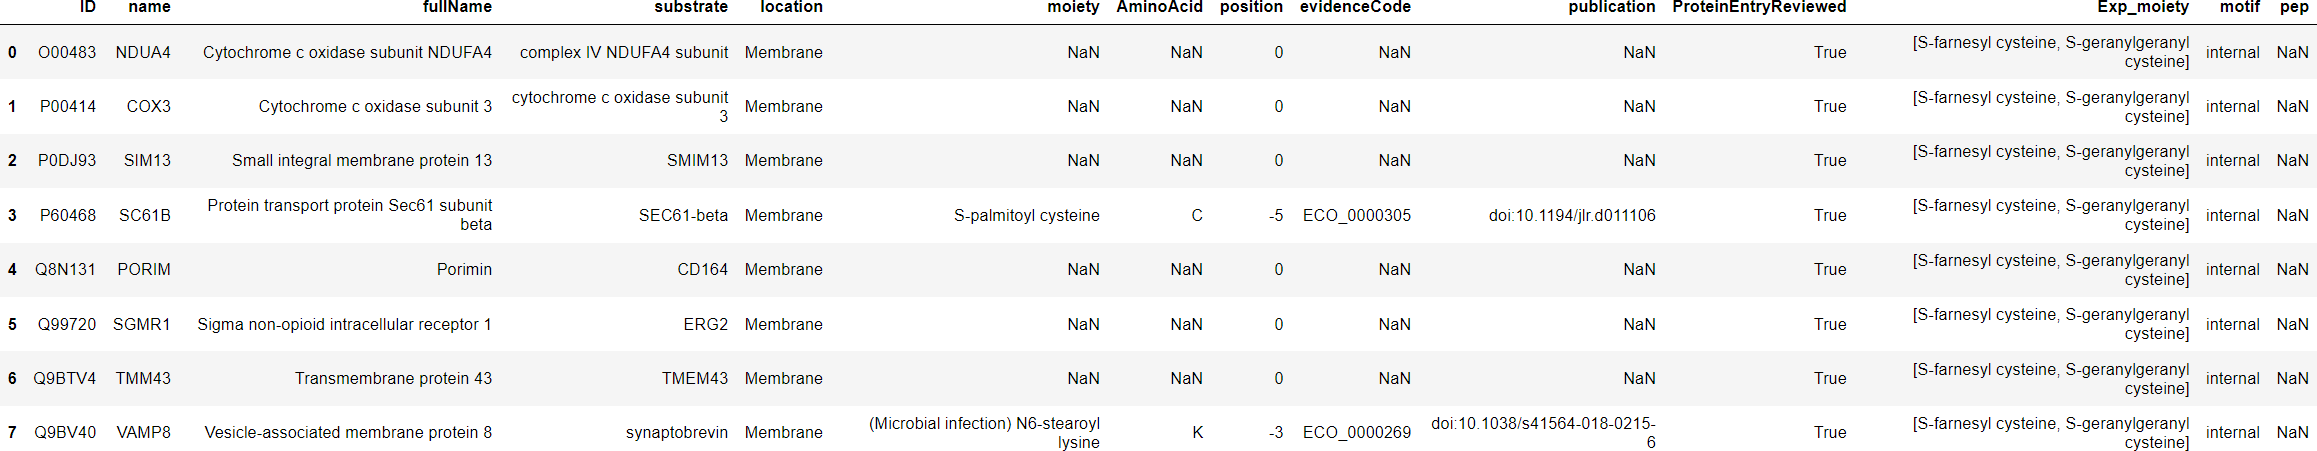 ID name fullName substrate location moiety AminoAcid position evidenceCode publication ProteinEntryReviewed Exp_moiety motif pep
0 O00483 NDUA4 Cytochrome c oxidase subunit NDUFA4 complex IV NDUFA4 subunit Membrane NaN NaN 0 NaN NaN True [S-farnesyl cysteine, S-geranylgeranyl cysteine] internal NaN
1 P00414 COX3 Cytochrome c oxidase subunit 3 cytochrome c oxidase subunit 3 Membrane NaN NaN 0 NaN NaN True [S-farnesyl cysteine, S-geranylgeranyl cysteine] internal NaN
2 P0DJ93 SIM13 Small integral membrane protein 13 SMIM13 Membrane NaN NaN 0 NaN NaN True [S-farnesyl cysteine, S-geranylgeranyl cysteine] internal NaN
3 P60468 SC61B Protein transport protein Sec61 subunit beta SEC61-beta Membrane S-palmitoyl cysteine C -5 ECO_0000305 doi:10.1194/jlr.d011106 True [S-farnesyl cysteine, S-geranylgeranyl cysteine] internal NaN
4 Q8N131 PORIM Porimin CD164 Membrane NaN NaN 0 NaN NaN True [S-farnesyl cysteine, S-geranylgeranyl cysteine] internal NaN
5 Q99720 SGMR1 Sigma non-opioid intracellular receptor 1 ERG2 Membrane NaN NaN 0 NaN NaN True [S-farnesyl cysteine, S-geranylgeranyl cysteine] internal NaN
6 Q9BTV4 TMM43 Transmembrane protein 43 TMEM43 Membrane NaN NaN 0 NaN NaN True [S-farnesyl cysteine, S-geranylgeranyl cysteine] internal NaN
7 Q9BV40 VAMP8 Vesicle-associated membrane protein 8 synaptobrevin Membrane (Microbial infection) N6-stearoyl lysine K -3 ECO_0000269 doi:10.1038/s41564-018-0215-6 True [S-farnesyl cysteine, S-geranylgeranyl cysteine] internal NaN